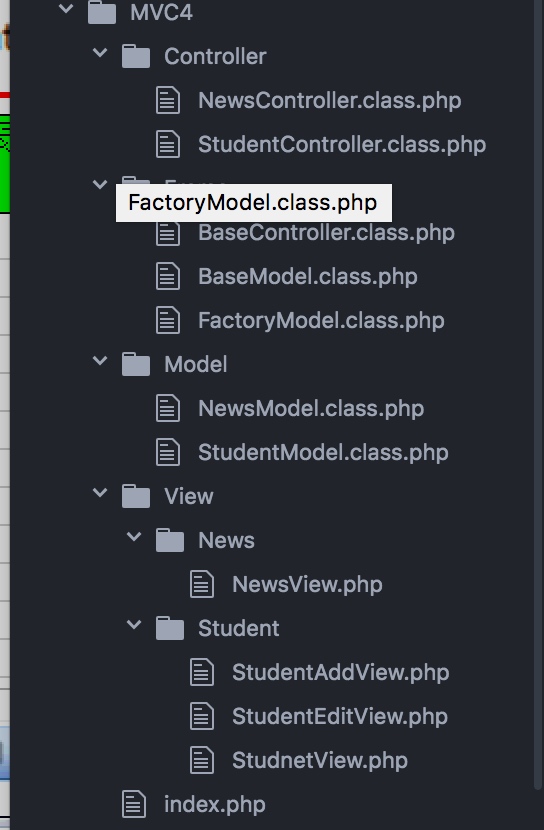 MVC4
Controller
NewsController.class.php
StudentController.class.php
FactoryModel.class.php
BaseController.class.php
BaseModel.class.php
FactoryModel.class.php
Model
NewsModel.class.php
StudentModel.class.php
View
News
NewsView.php
Student
StudentAddView.php
StudentEditView.php
StudnetView.php
index.php